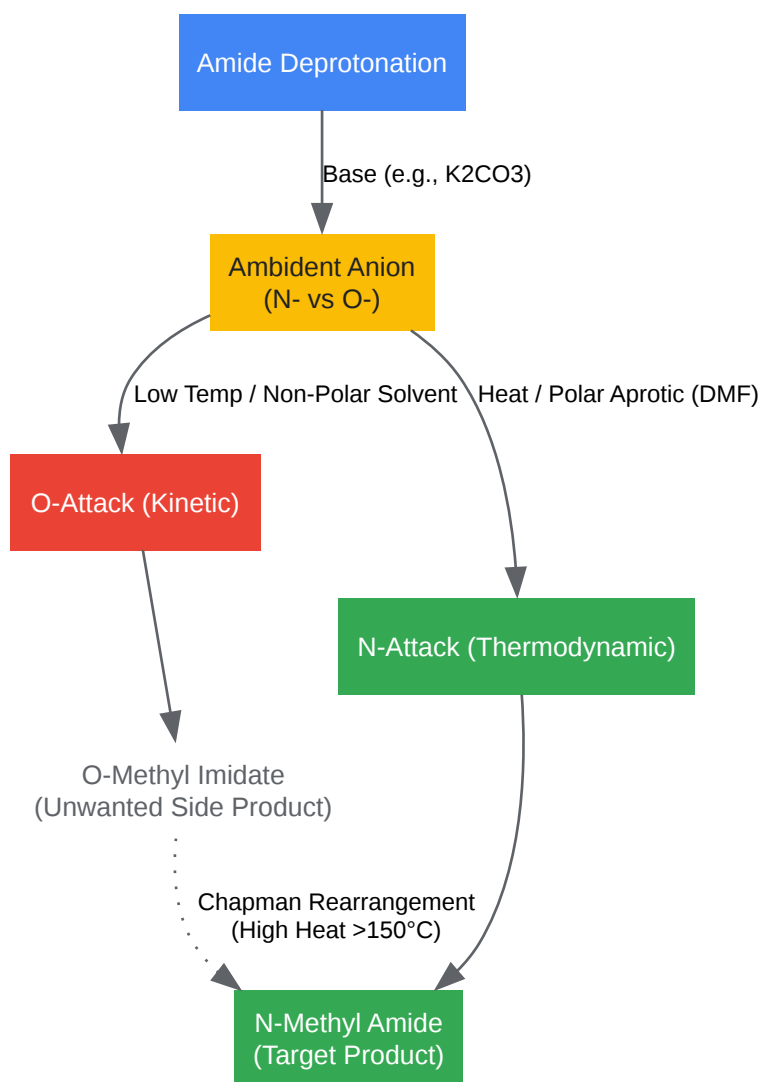 Amide Deprotonation
Base (e.g., K2CO3)
Ambident Anion
(N- vs O-)
Low Temp / Non-Polar Solvent
Heat / Polar Aprotic (DMF)
O-Attack (Kinetic)
N-Attack (Thermodynamic)
O-Methyl Imidate
(Unwanted Side Product)
Chapman Rearrangement
(High Heat >150°C)
N-Methyl Amide
(Target Product)